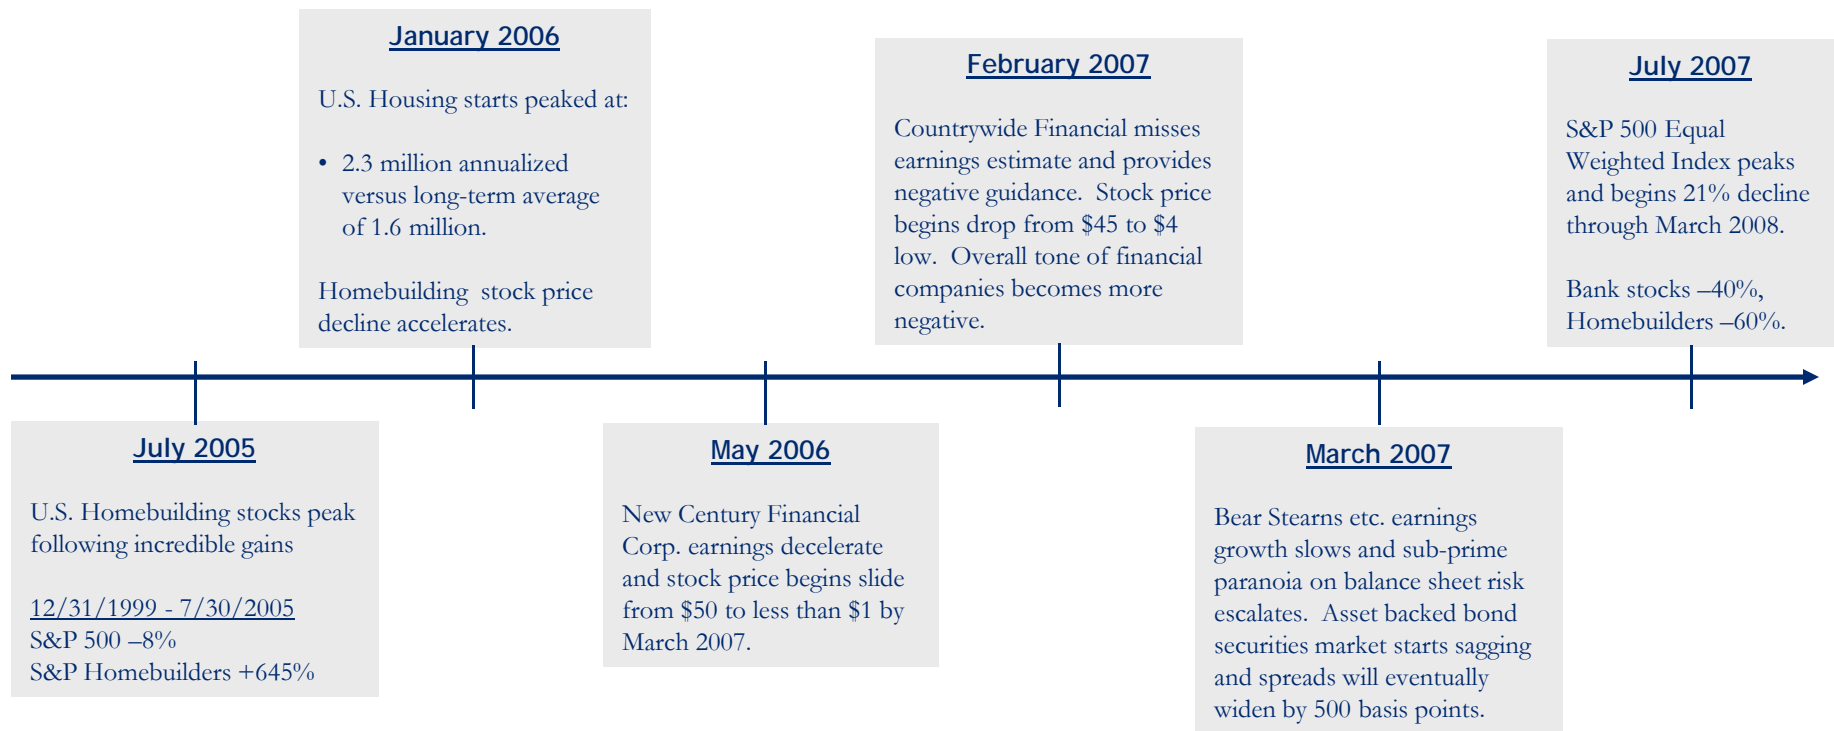 January 2006
U.S. Housing starts peaked at:
• 2.3 million annualized
versus long-term average
of 1.6 million.
Homebuilding  stock price
decline accelerates.
February 2007
Countrywide Financial misses
earnings estimate and provides
negative guidance.  Stock price
begins drop from $45 to $4
low.  Overall tone of financial
companies becomes more
negative.
July 2007
S&P 500 Equal
Weighted Index peaks
and begins 21% decline
through March 2008.
Bank stocks –40%,
Homebuilders –60%.
July 2005
U.S. Homebuilding stocks peak
following incredible gains
12/31/1999 - 7/30/2005
S&P 500 –8%
S&P Homebuilders +645%
May 2006
New Century Financial
Corp. earnings decelerate
and stock price begins slide
from $50 to less than $1 by
March 2007.
March 2007
Bear Stearns etc. earnings
growth slows and sub-prime
paranoia on balance sheet risk
escalates.  Asset backed bond
securities market starts sagging
and spreads will eventually
widen by 500 basis points.